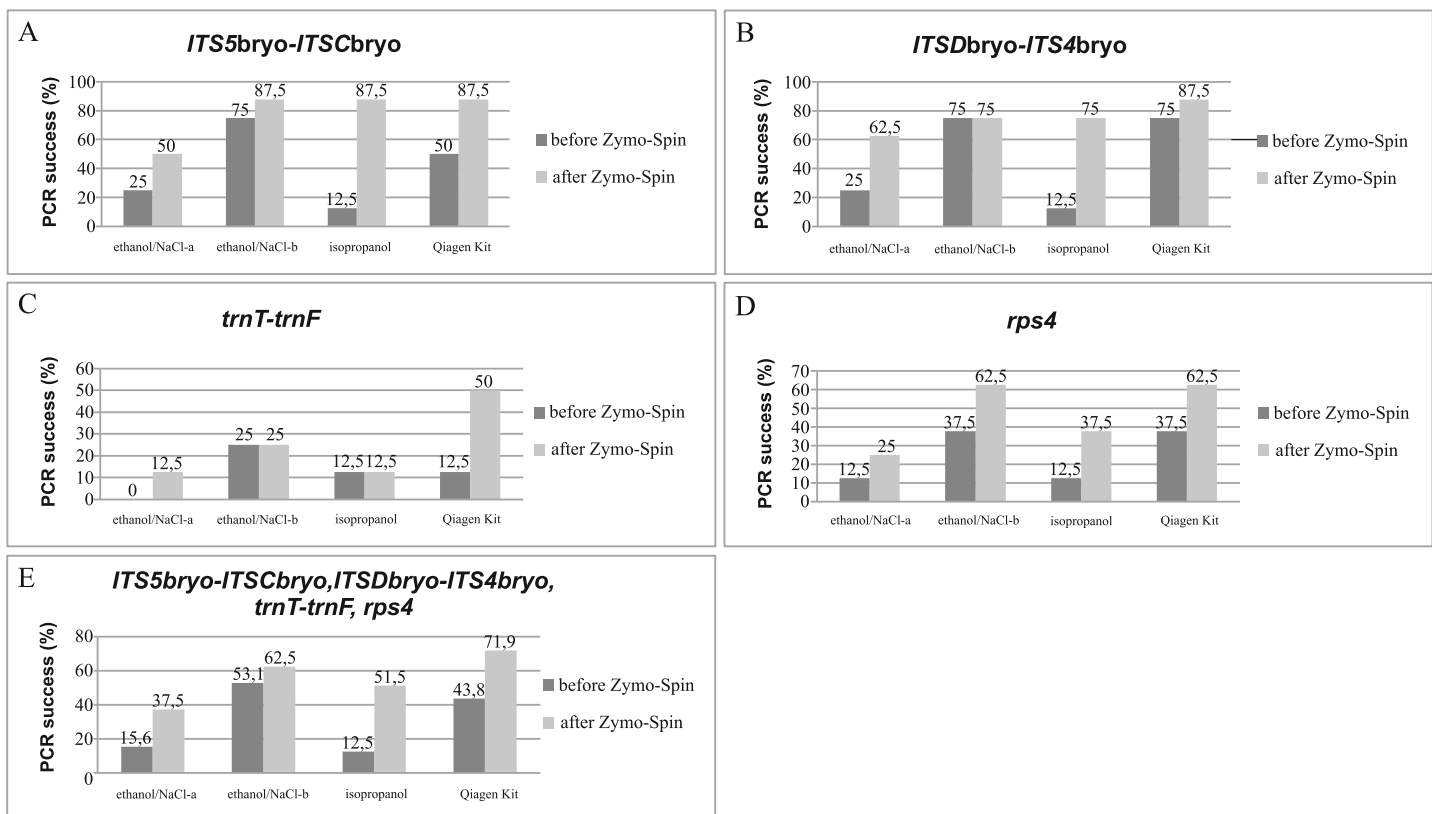 A
ITS5bryo-ITSCbryo
PCR success (%)
100
80
60
40
20
0
25
50
75
87,5
12,5
87,5
50
87,5
ethanol/NaCl-a
ethanol/NaCl-b
isopropanol
Qiagen Kit
before Zymo-Spin
after Zymo-Spin
B
ITSDbryo-ITS4bryo
PCR success (%)
100
80
60
40
20
0
25
62,5
75
75
12,5
75
75
87,5
ethanol/NaCl-a
ethanol/NaCl-b
isopropanol
Qiagen Kit
before Zymo-Spin
after Zymo-Spin
C
trnT-trnF
PCR success (%)
60
50
40
30
20
10
0
0
12,5
25
25
12,5
12,5
12,5
50
ethanol/NaCl-a
ethanol/NaCl-b
isopropanol
Qiagen Kit
before Zymo-Spin
after Zymo-Spin
D
rps4
PCR success (%)
70
60
50
40
30
20
10
0
12,5
25
37,5
62,5
12,5
37,5
37,5
62,5
ethanol/NaCl-a
ethanol/NaCl-b
isopropanol
Qiagen Kit
before Zymo-Spin
after Zymo-Spin
E
ITS5bryo-ITSCbryo,ITSDbryo-ITS4bryo,
trnT-trnF, rps4
PCR success (%)
80
60
40
20
0
15,6
37,5
53,1
62,5
12,5
51,5
43,8
71,9
ethanol/NaCl-a
ethanol/NaCl-b
isopropanol
Qiagen Kit
before Zymo-Spin
after Zymo-Spin